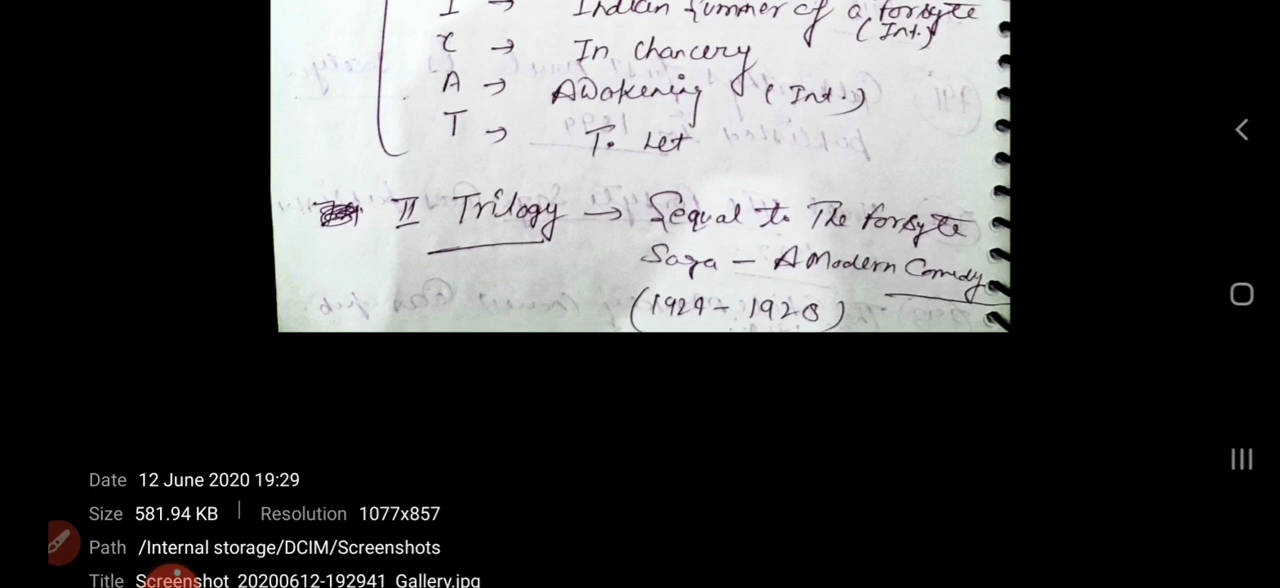 I → Indian Summer of a Forsyte
(Int.)
I → In Chancery
A → Awakening (Int.)
T → To Let
II Trilogy → Sequal to The Forsyte
Saga - A Modern Comedy
(1924 - 1928)
Date 12 June 2020 19:29
Size 581.94 KB | Resolution 1077x857
Path /Internal storage/DCIM/Screenshots
Title Screenshot_20200612-192941_Gallery.jpg